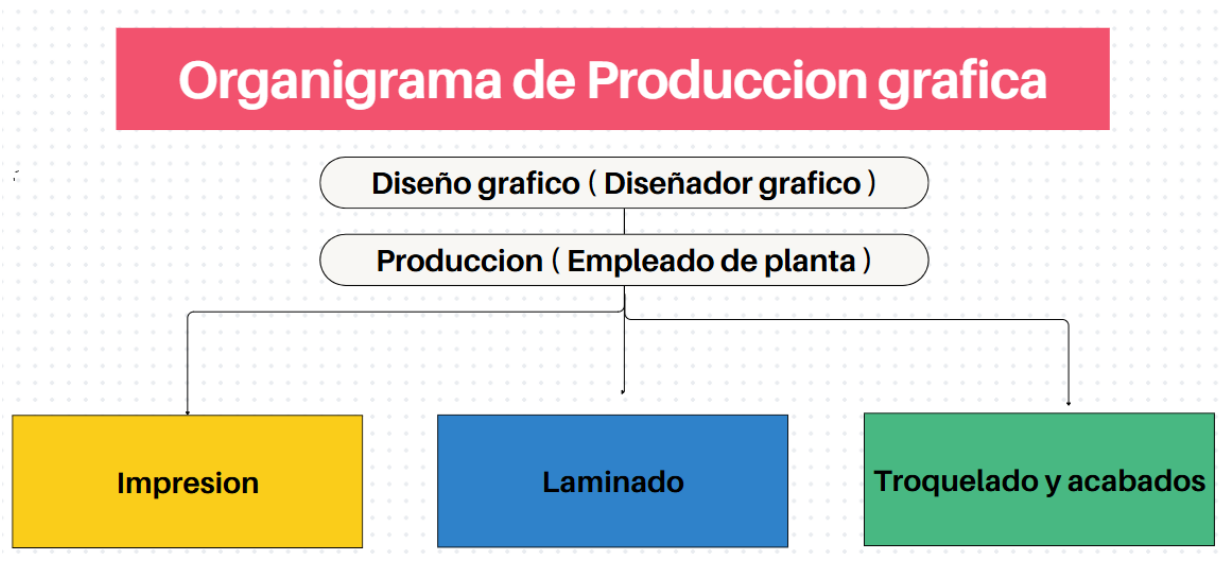 Organigrama de Produccion grafica
Diseño grafico ( Diseñador grafico )
Produccion ( Empleado de planta )
Impresion
Laminado
Troquelado y acabados